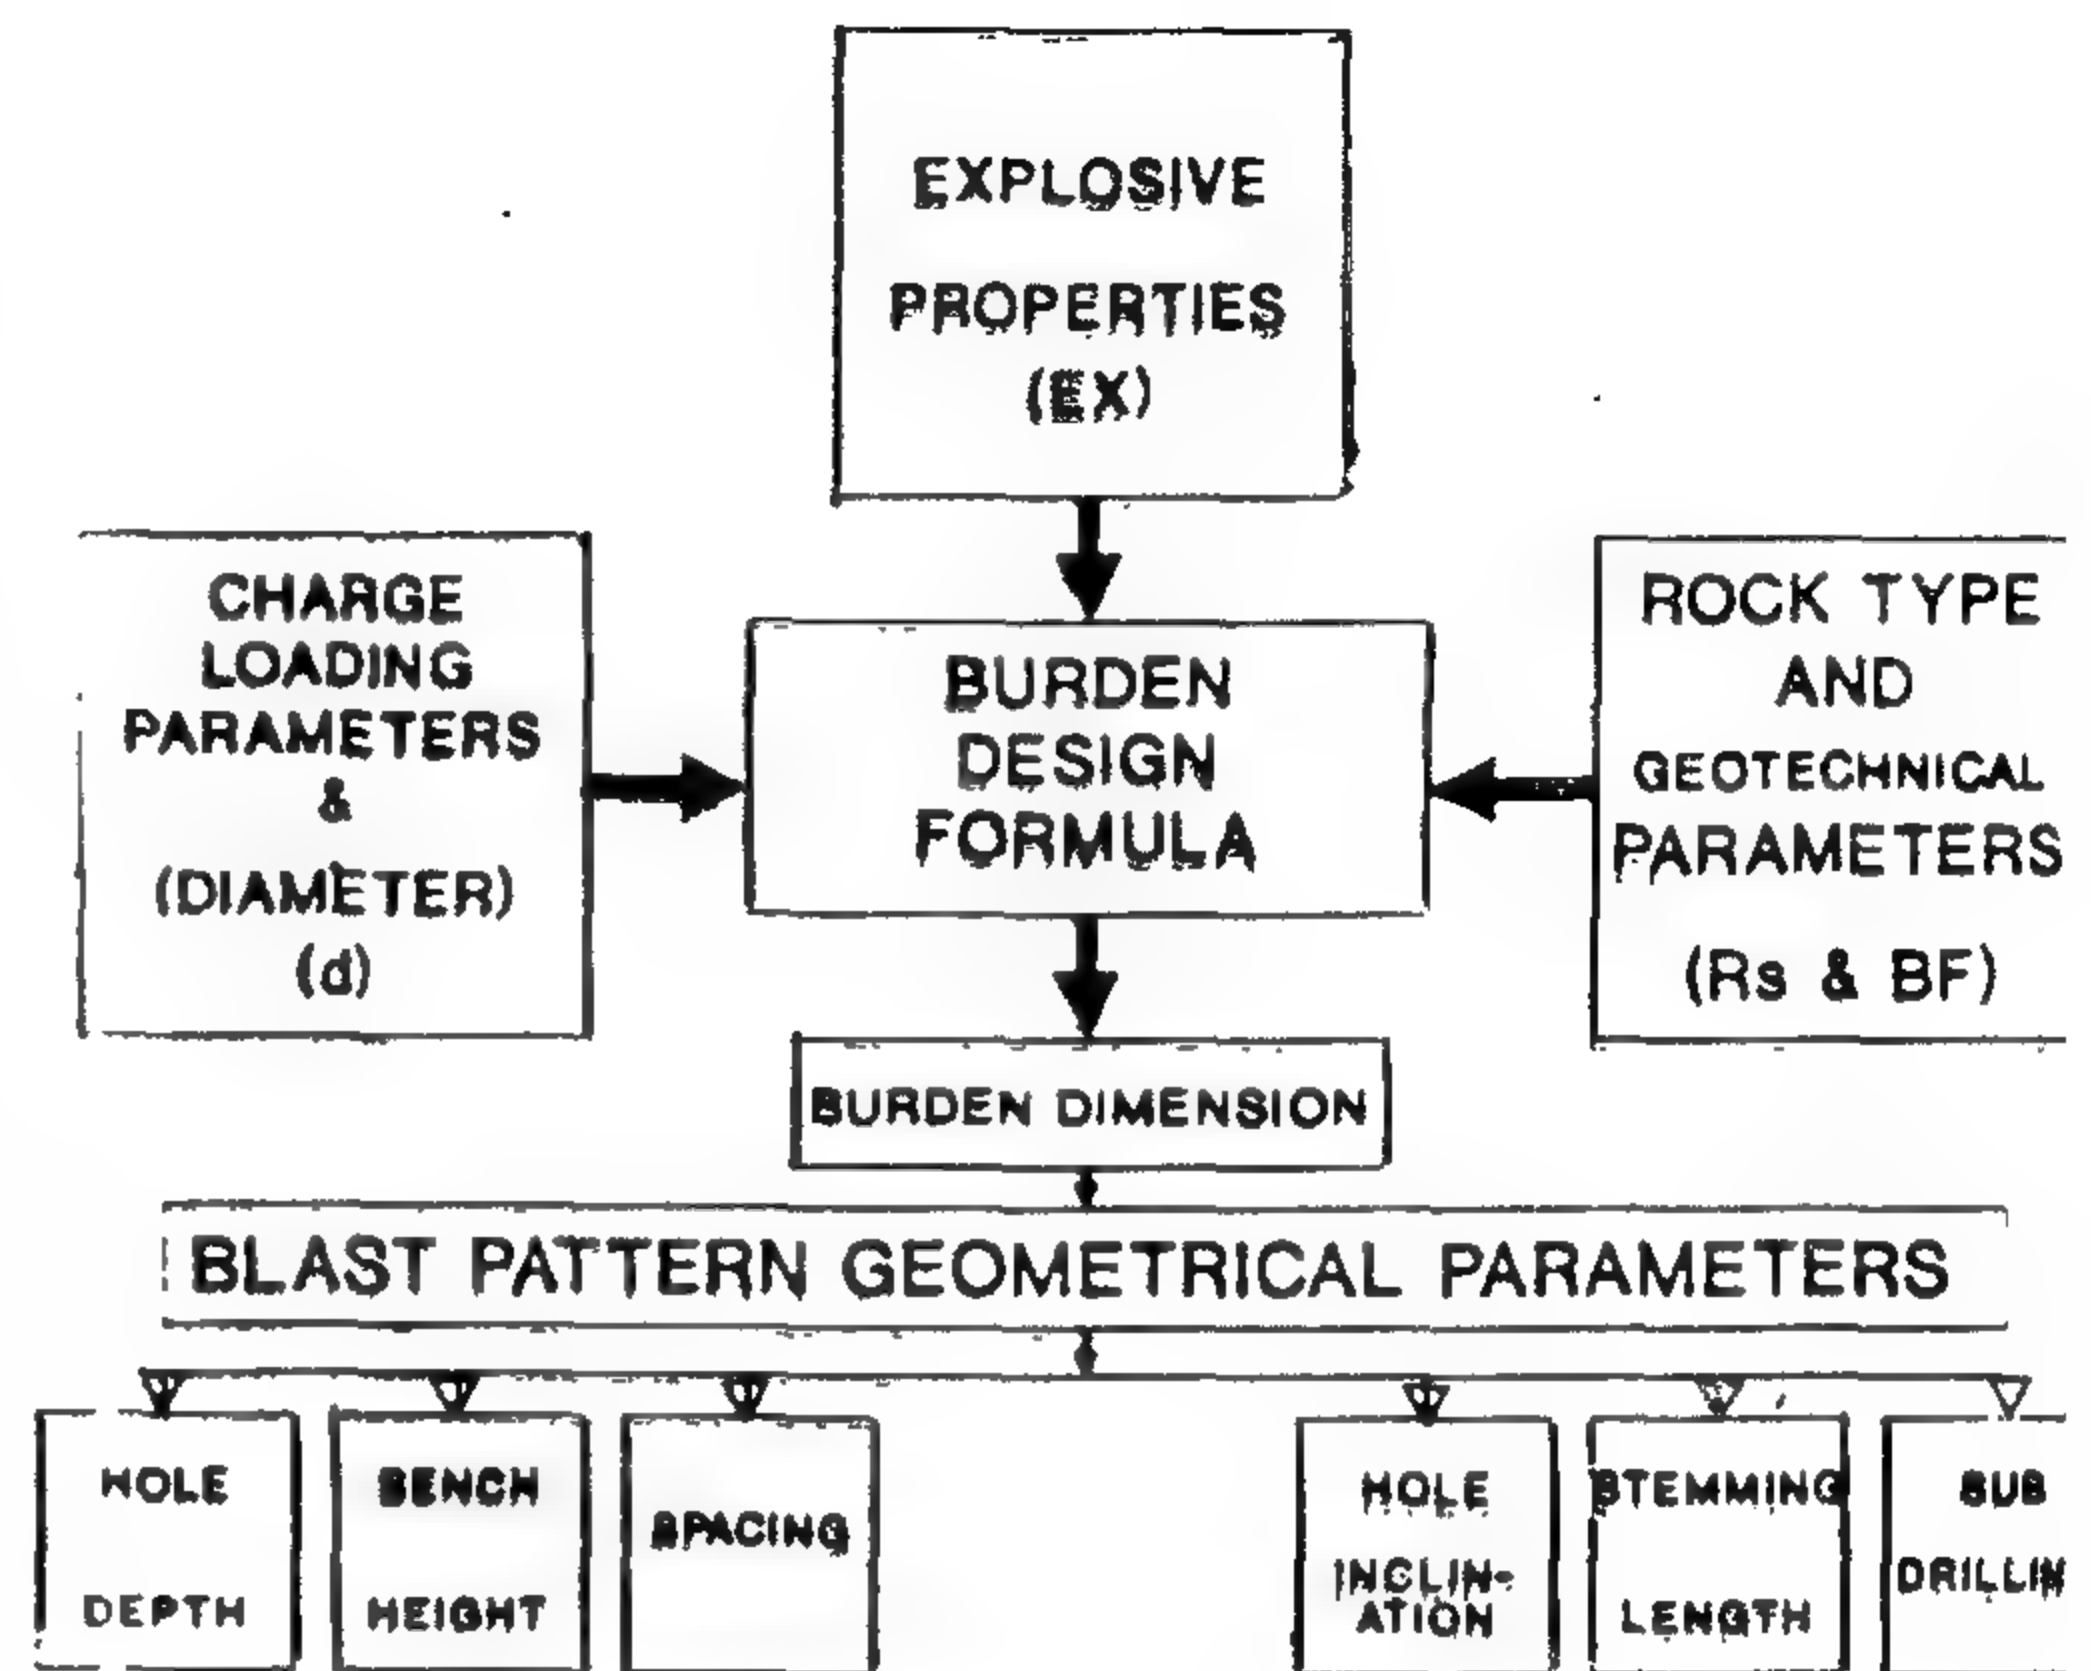 EXPLOSIVE
PROPERTIES
(EX)
CHARGE
LOADING
PARAMETERS
&
(DIAMETER)
(d)
BURDEN
DESIGN
FORMULA
ROCK TYPE
AND
GEOTECHNICAL
PARAMETERS
(Rs & BF)
BURDEN DIMENSION
BLAST PATTERN GEOMETRICAL PARAMETERS
HOLE
DEPTH
BENCH
HEIGHT
SPACING
HOLE
INCLIN-
ATION
STEMMING
LENGTH
SUB
DRILLIN